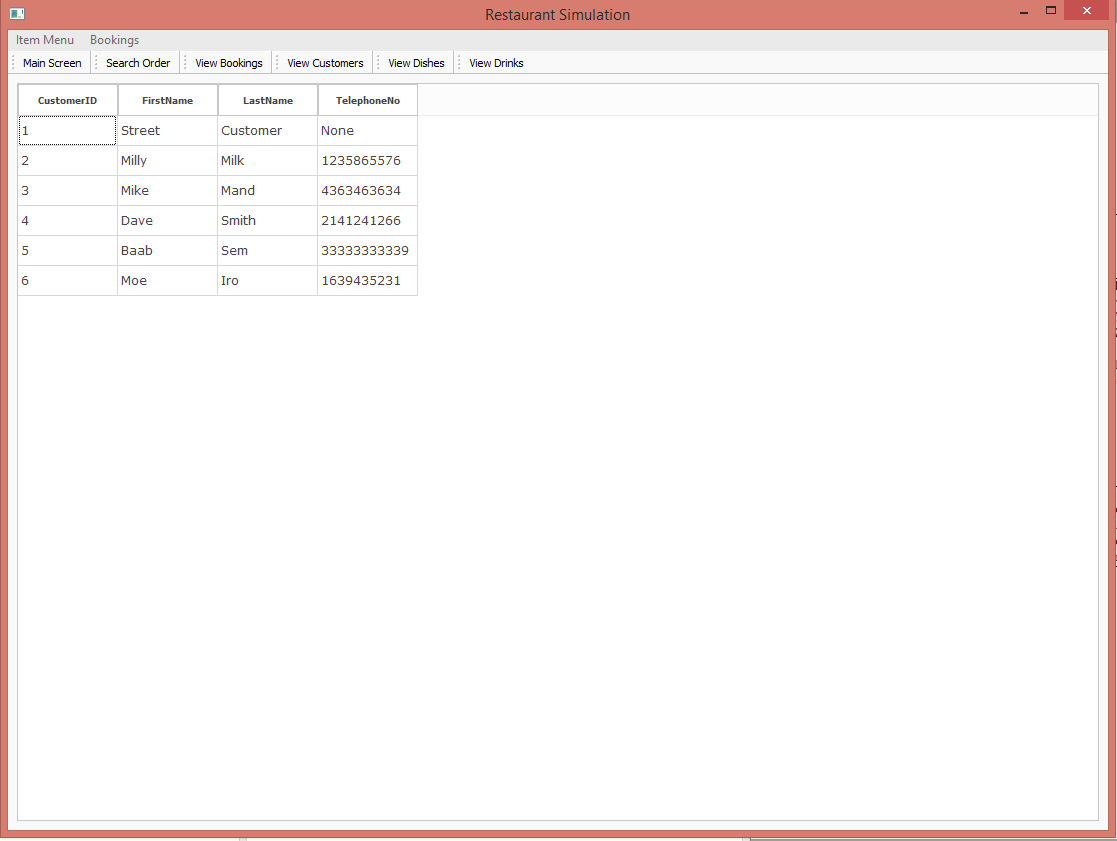 Restaurant Simulation
Item Menu Bookings
Main Screen Search Order View Bookings View Customers View Dishes View Drinks
CustomerID FirstName LastName TelephoneNo
1 Street Customer None
2 Milly Milk 1235865576
3 Mike Mand 4363463634
4 Dave Smith 2141241266
5 Baab Sem 33333333339
6 Moe Iro 1639435231